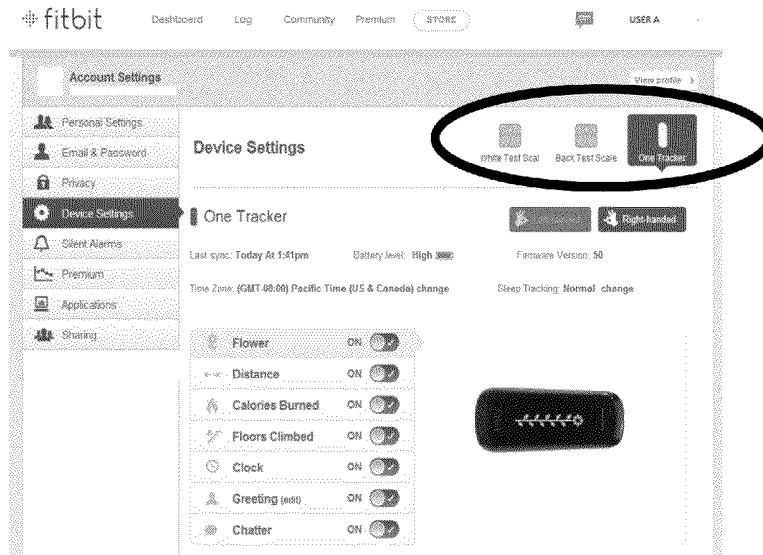 fitbit Dashboard Log Community Premium STORE USER A
Account Settings View profile >
Personal Settings
Email & Password
Privacy
Device Settings
Silent Alarms
Premium
Applications
Sharing
Device Settings
White Test Scal Back Test Scale One Tracker
One Tracker Right-handed
Last sync: Today At 1:41pm Battery level: High Firmware Version: 50
Time Zone: (GMT-08:00) Pacific Time (US & Canada) change Sleep Tracking: Normal change
Flower ON
Distance ON
Calories Burned ON
Floors Climbed ON
Clock ON
Greeting (edit) ON
Chatter ON